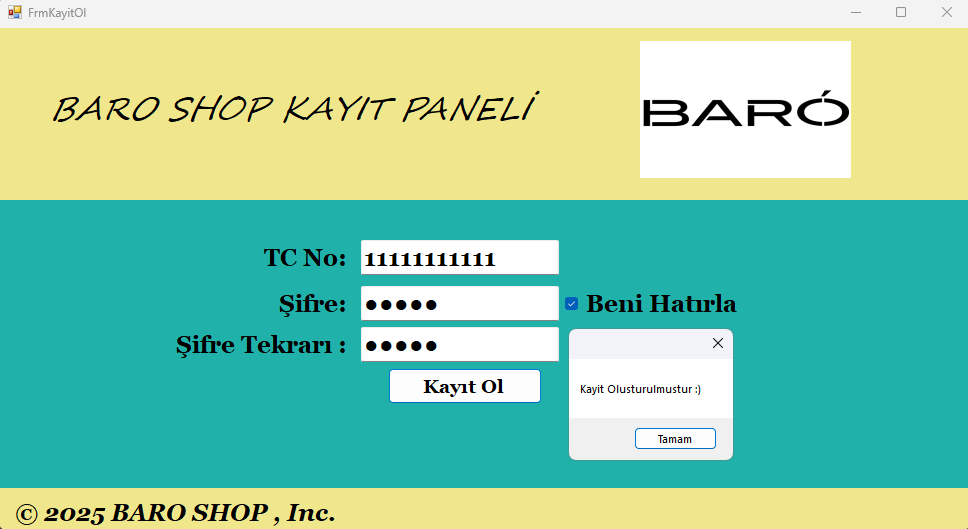 FrmKayitOl
BARO SHOP KAYIT PANELİ
BARÓ
TC No: 11111111111
Şifre: ●●●●● Beni Hatırla
Şifre Tekrarı : ●●●●●
Kayıt Ol
Kayit Olusturulmustur :)
Tamam
© 2025 BARO SHOP , Inc.